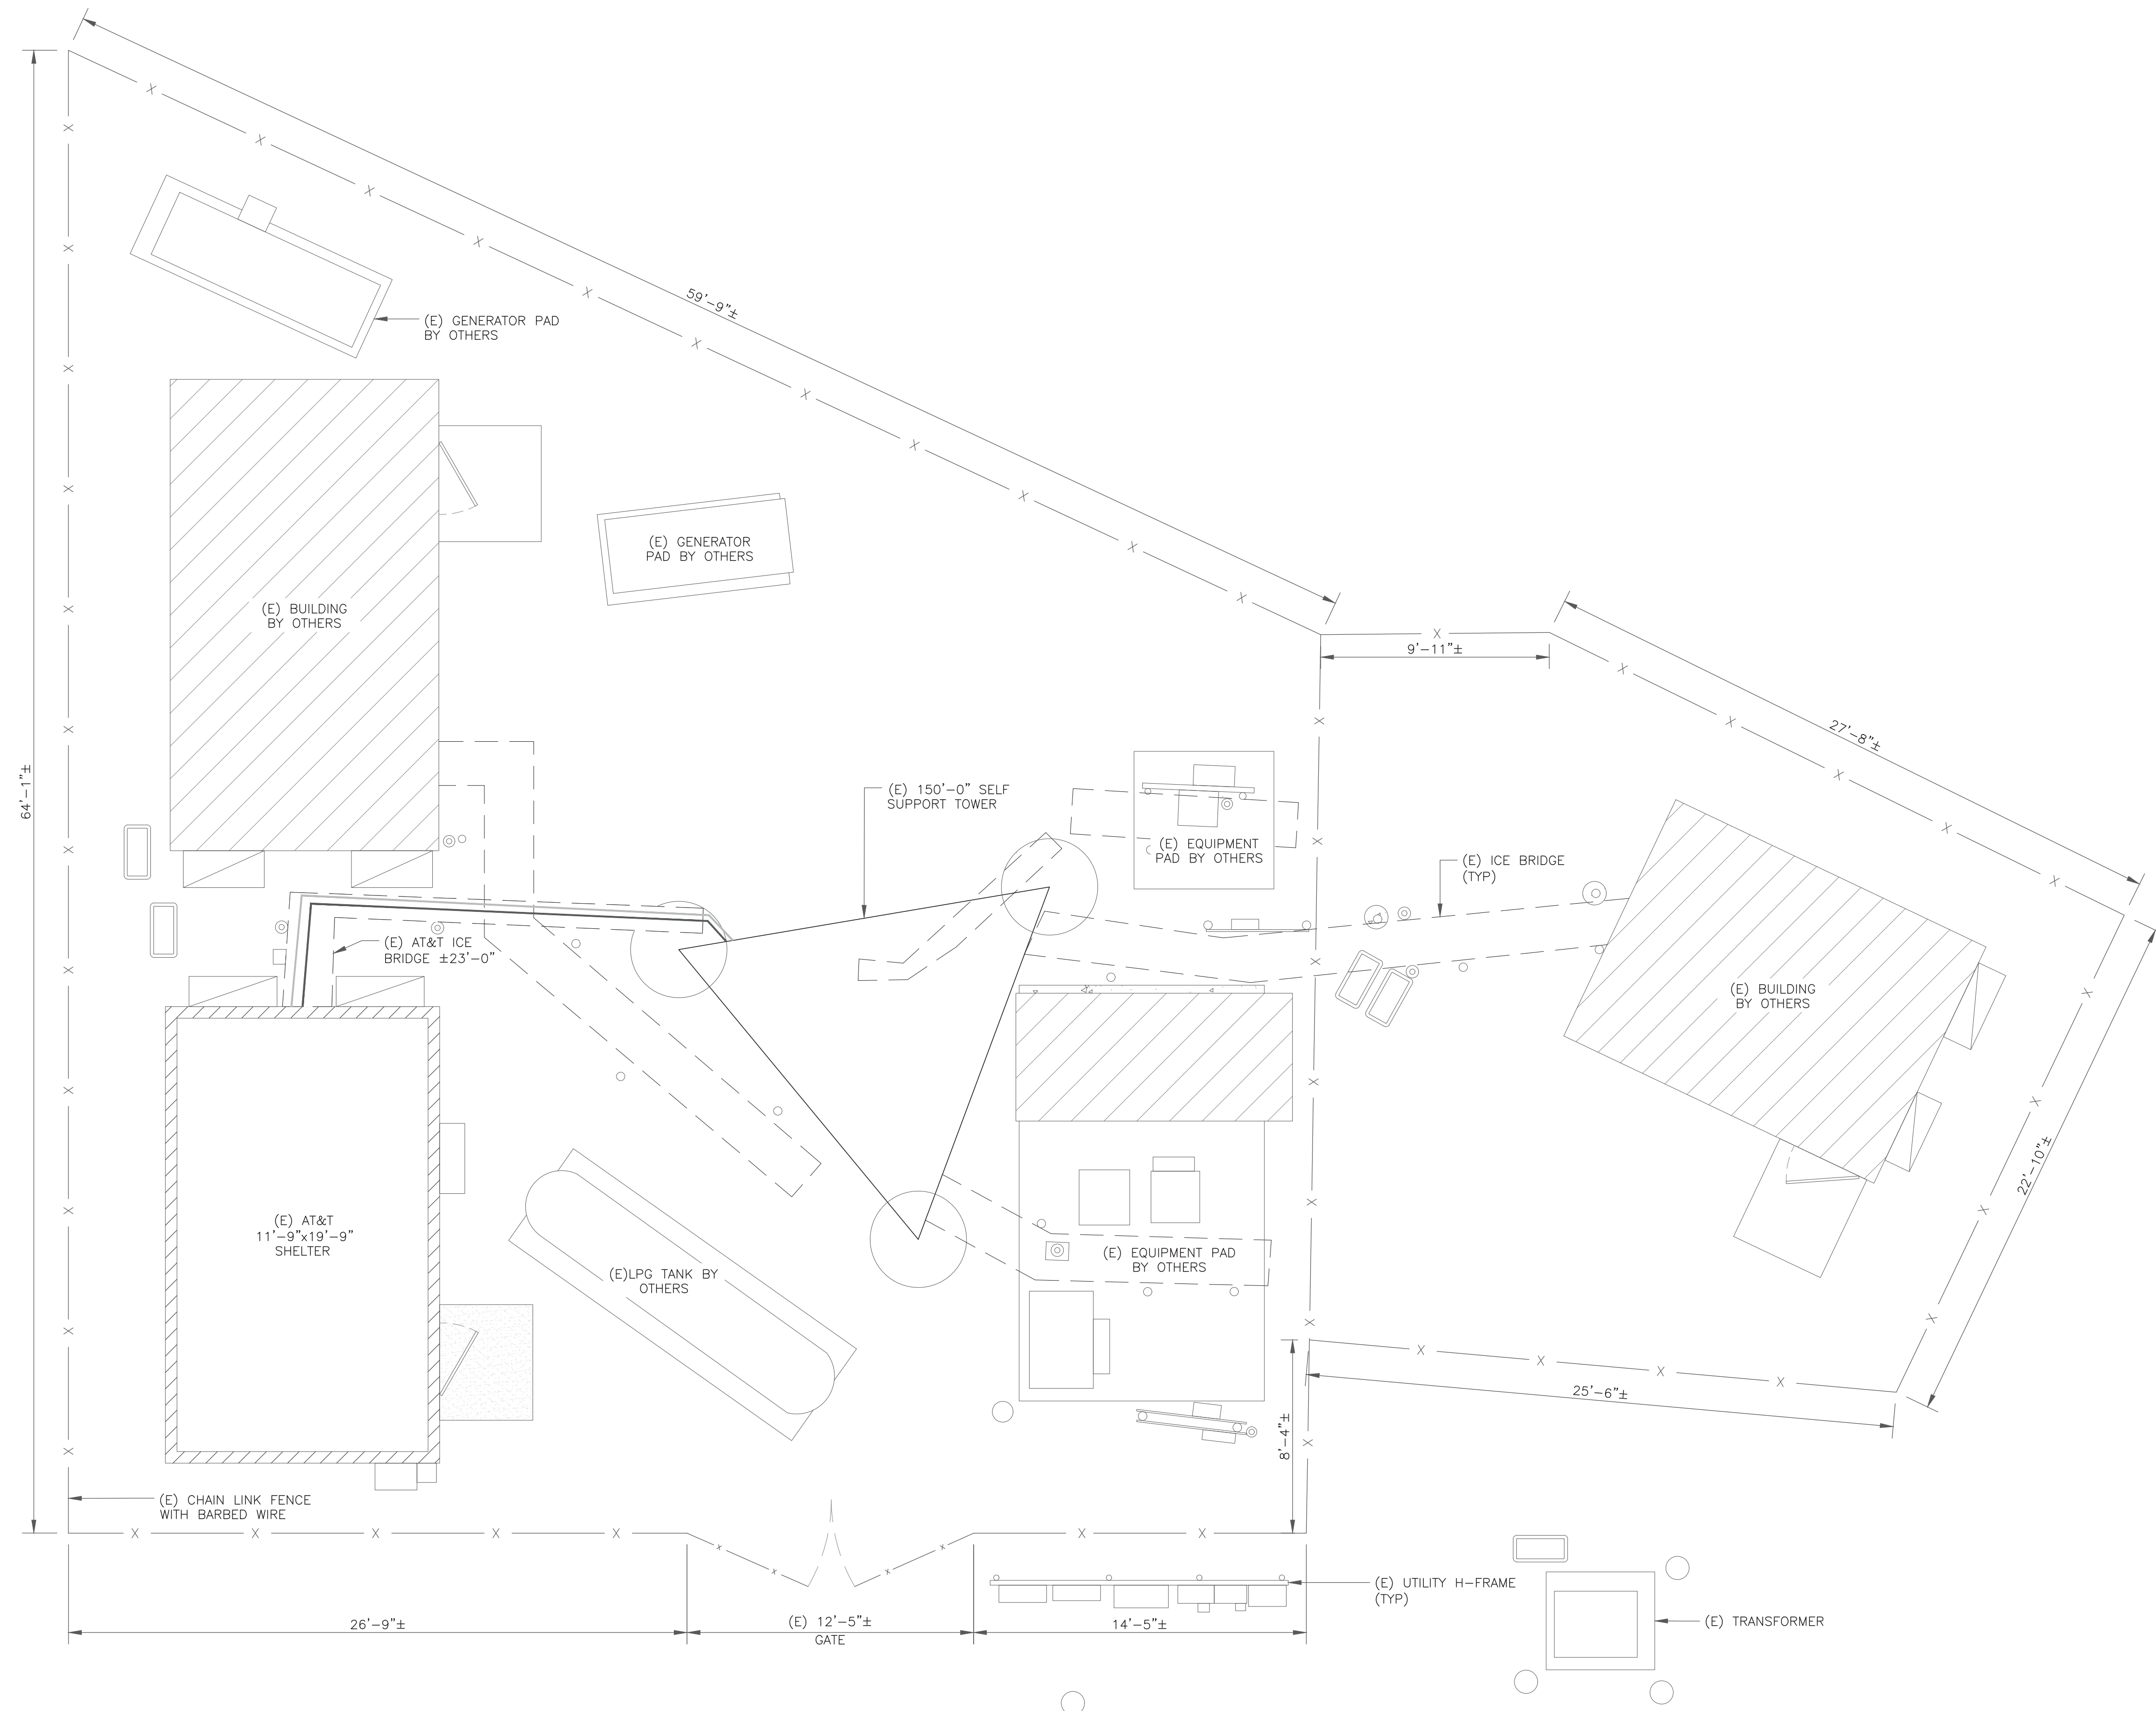 59'-9"±
(E) GENERATOR PAD
BY OTHERS
(E) GENERATOR
PAD BY OTHERS
(E) BUILDING
BY OTHERS
9'-11"±
27'-8"±
64'-1"±
(E) 150'-0" SELF
SUPPORT TOWER
(E) EQUIPMENT
PAD BY OTHERS
(E) ICE BRIDGE
(TYP)
(E) AT&T ICE
BRIDGE ±23'-0"
(E) BUILDING
BY OTHERS
22'-10"±
(E) AT&T
11'-9"x19'-9"
SHELTER
(E)LPG TANK BY
OTHERS
(E) EQUIPMENT PAD
BY OTHERS
25'-6"±
8'-4"±
(E) CHAIN LINK FENCE
WITH BARBED WIRE
(E) UTILITY H-FRAME
(TYP)
(E) TRANSFORMER
26'-9"±
(E) 12'-5"±
GATE
14'-5"±